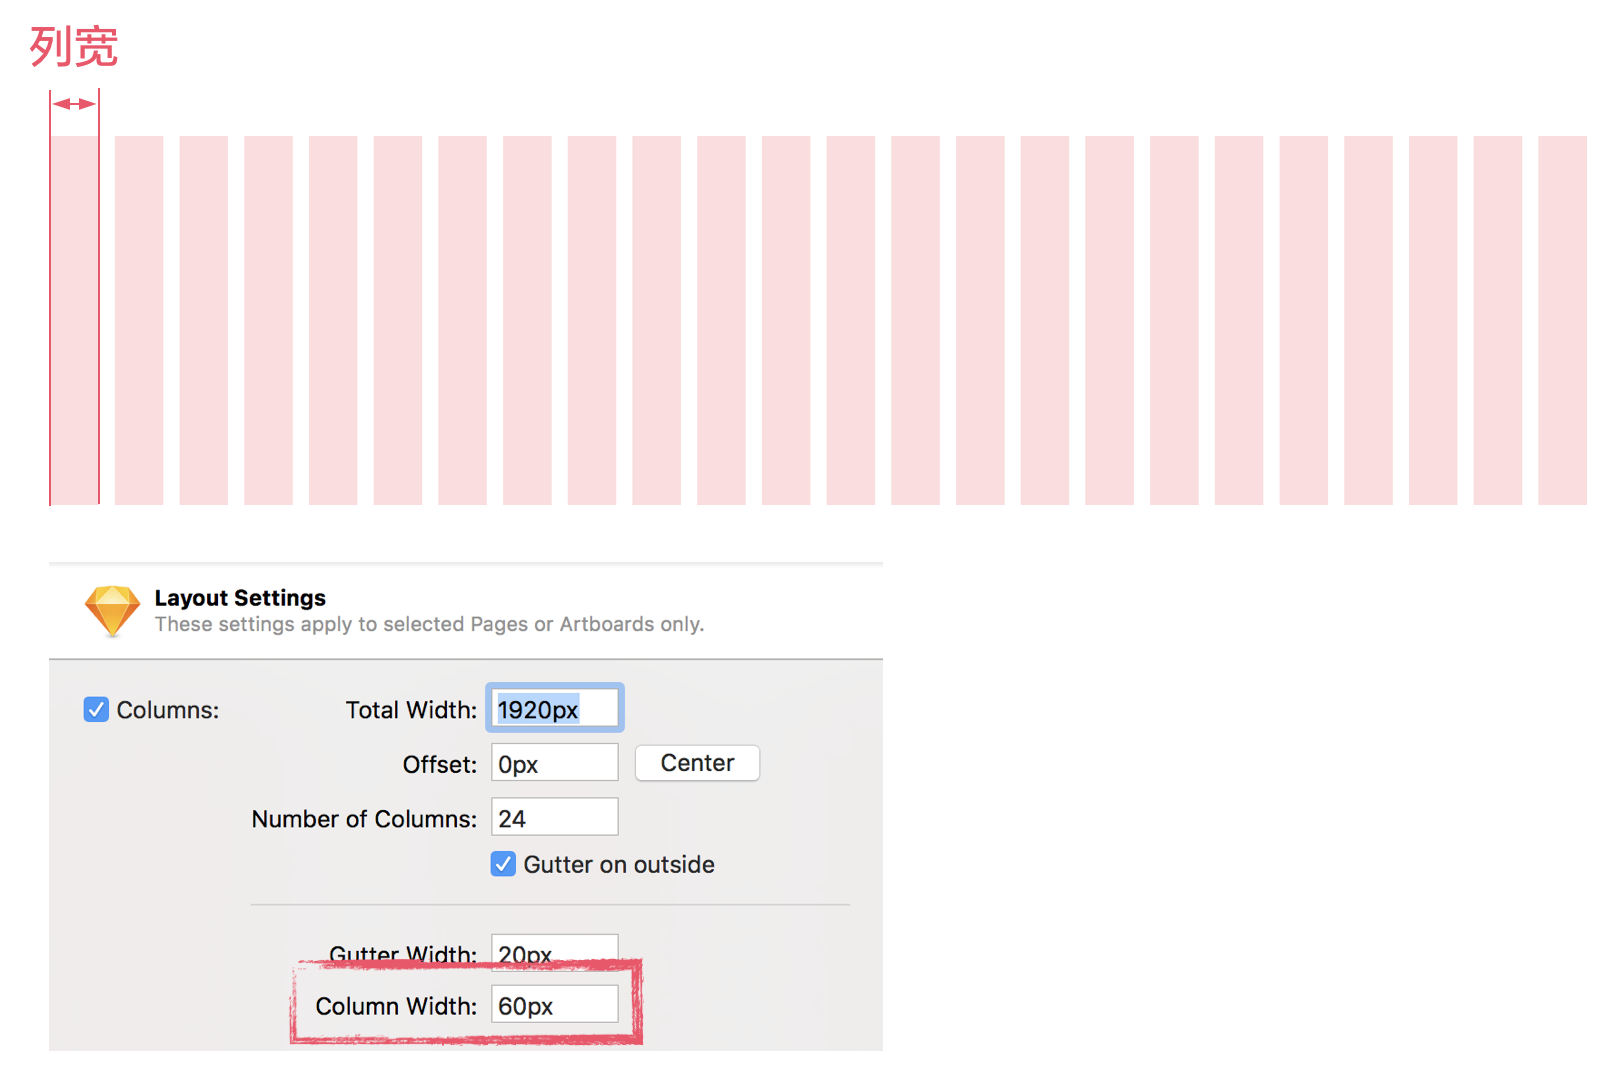 列宽
Layout Settings
These settings apply to selected Pages or Artboards only.
Columns:
Total Width: 1920px
Offset: 0px Center
Number of Columns: 24
Gutter on outside
Gutter Width: 20px
Column Width: 60px